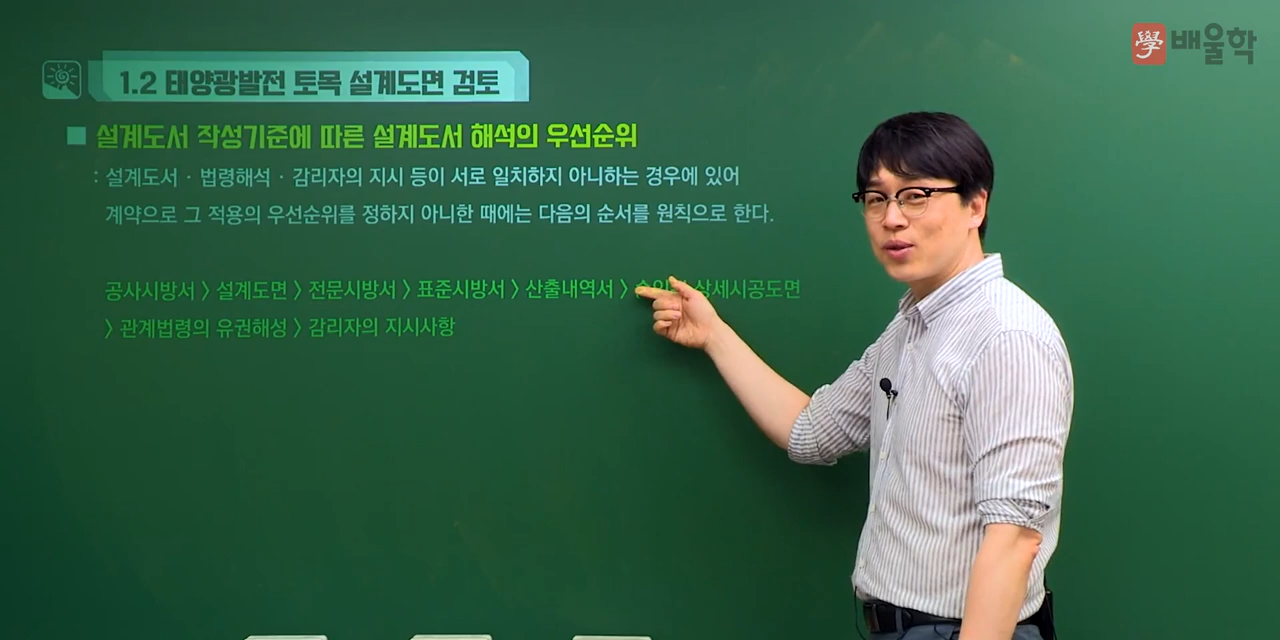 學 배울학
1.2 태양광발전 토목 설계도면 검토
설계도서 작성기준에 따른 설계도서 해석의 우선순위
: 설계도서 · 법령해석 · 감리자의 지시 등이 서로 일치하지 아니하는 경우에 있어
계약으로 그 적용의 우선순위를 정하지 아니한 때에는 다음의 순서를 원칙으로 한다.
공사시방서 > 설계도면 > 전문시방서 > 표준시방서 > 산출내역서 > 상세시공도면
> 관계법령의 유권해성 > 감리자의 지시사항